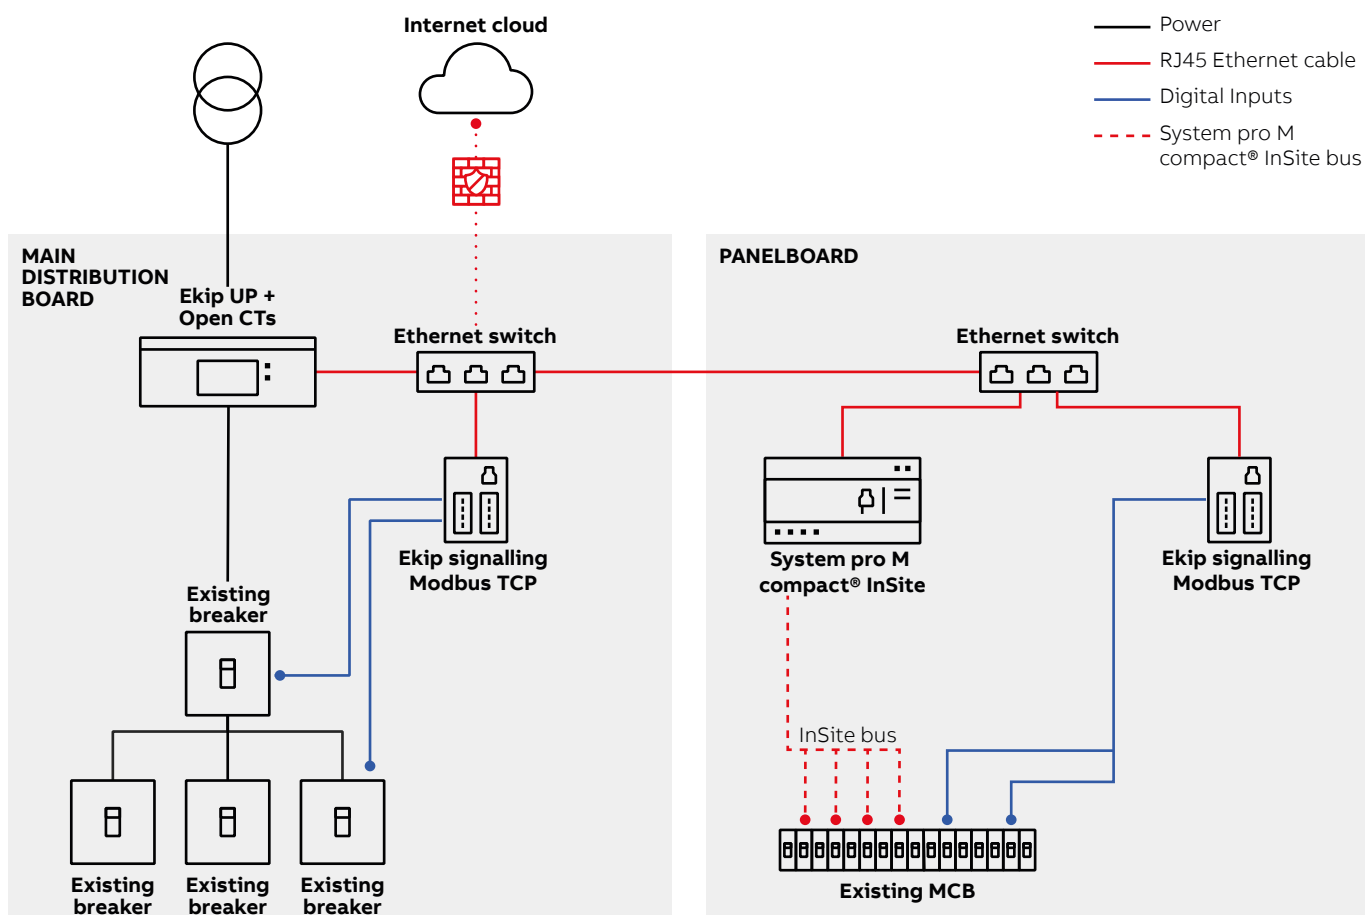 Internet cloud
Power
RJ45 Ethernet cable
Digital Inputs
System pro M
compact® InSite bus
MAIN
DISTRIBUTION
BOARD
Ekip UP +
Open CTs
Ethernet switch
Ekip signalling
Modbus TCP
Existing
breaker
Existing
breaker
Existing
breaker
Existing
breaker
PANELBOARD
Ethernet switch
System pro M
compact® InSite
Ekip signalling
Modbus TCP
InSite bus
Existing MCB